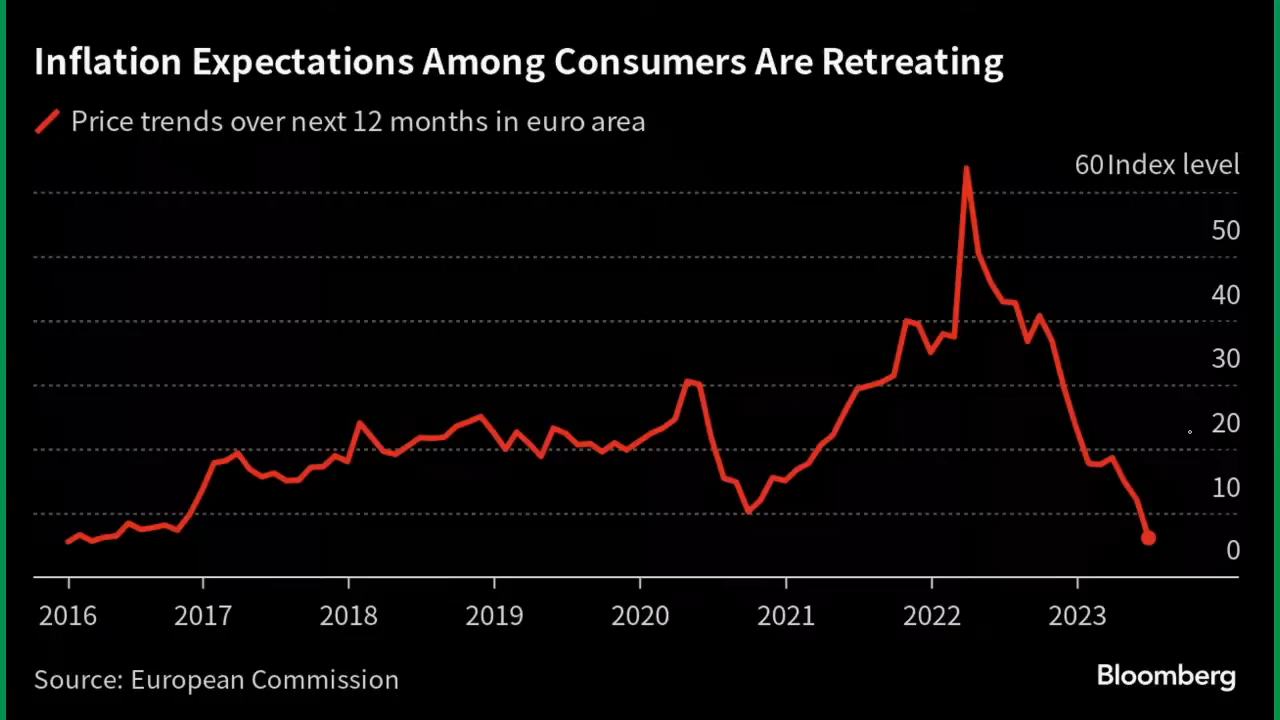 Inflation Expectations Among Consumers Are Retreating
Price trends over next 12 months in euro area
60 Index level
50
40
30
20
10
0
2016 2017 2018 2019 2020 2021 2022 2023
Source: European Commission
Bloomberg